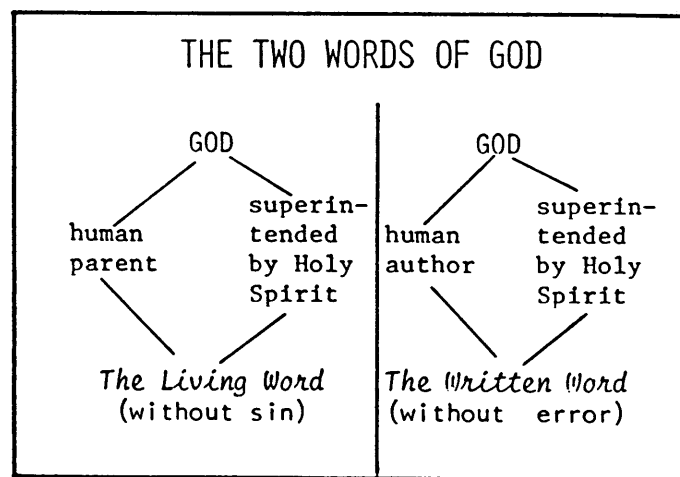 THE TWO WORDS OF GOD
GOD
human
parent
superin-
tended
by Holy
Spirit
The Living Word
(without sin)
GOD
human
author
superin-
tended
by Holy
Spirit
The Written Word
(without error)